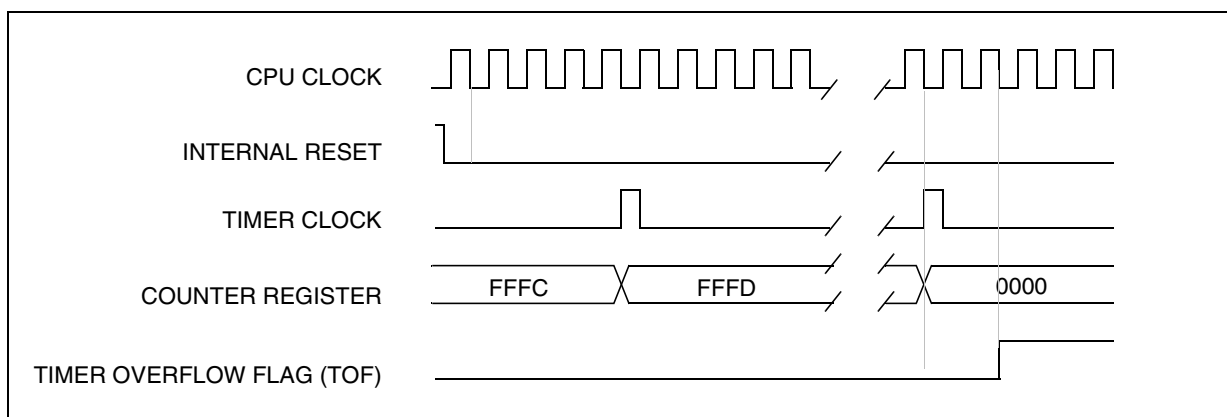 CPU CLOCK
INTERNAL RESET
TIMER CLOCK
COUNTER REGISTER
FFFC
FFFD
0000
TIMER OVERFLOW FLAG (TOF)